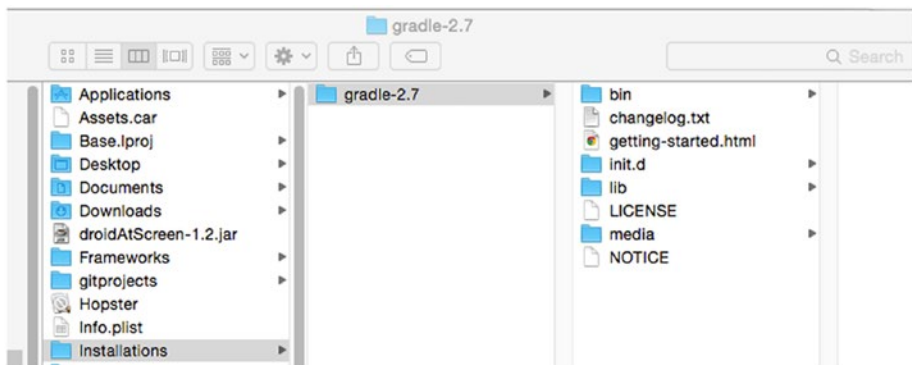 gradle-2.7
Search
Applications
Assets.car
Base.lproj
Desktop
Documents
Downloads
droidAtScreen-1.2.jar
Frameworks
gitprojects
Hopster
Info.plist
Installations
gradle-2.7
bin
changelog.txt
getting-started.html
init.d
lib
LICENSE
media
NOTICE